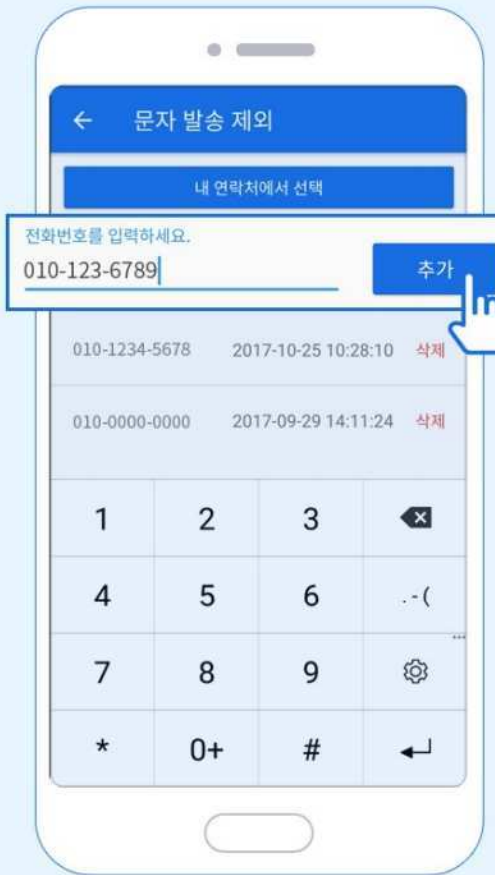 문자 발송 제외
내 연락처에서 선택
전화번호를 입력하세요.
010-123-6789 추가
010-1234-5678 2017-10-25 10:28:10 삭제
010-0000-0000 2017-09-29 14:11:24 삭제
1 2 3
4 5 6 .-(
7 8 9
* 0+ #